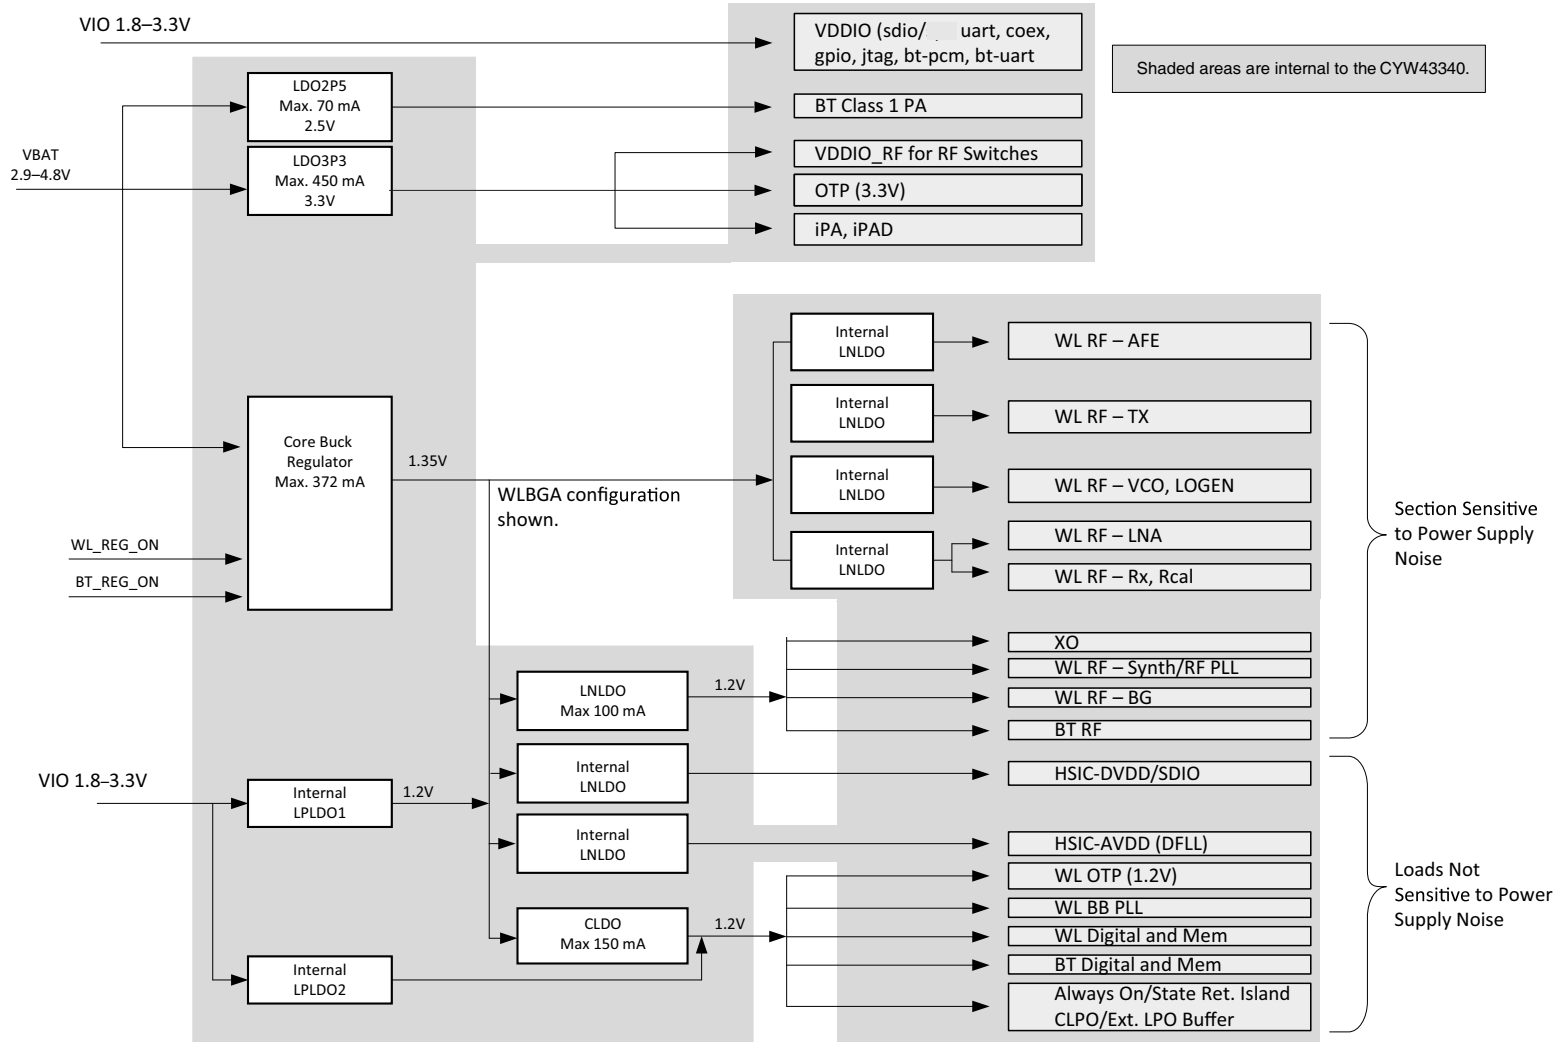 VIO 1.8–3.3V
VDDIO (sdio/ uart, coex,
gpio, jtag, bt-pcm, bt-uart
Shaded areas are internal to the CYW43340.
LDO2P5
Max. 70 mA
2.5V
BT Class 1 PA
VBAT
2.9–4.8V
LDO3P3
Max. 450 mA
3.3V
VDDIO_RF for RF Switches
OTP (3.3V)
iPA, iPAD
Internal
LNLDO
WL RF – AFE
Internal
LNLDO
WL RF – TX
Core Buck
Regulator
Max. 372 mA
1.35V
WLBGA configuration
shown.
Internal
LNLDO
WL RF – VCO, LOGEN
Section Sensitive
to Power Supply
Noise
WL_REG_ON
BT_REG_ON
Internal
LNLDO
WL RF – LNA
WL RF – Rx, Rcal
XO
WL RF – Synth/RF PLL
LNLDO
Max 100 mA
1.2V
WL RF – BG
BT RF
VIO 1.8–3.3V
Internal
LPLDO1
1.2V
Internal
LNLDO
HSIC-DVDD/SDIO
Internal
LNLDO
HSIC-AVDD (DFLL)
WL OTP (1.2V)
Loads Not
Sensitive to Power
Supply Noise
CLDO
Max 150 mA
1.2V
WL BB PLL
WL Digital and Mem
BT Digital and Mem
Internal
LPLDO2
Always On/State Ret. Island
CLPO/Ext. LPO Buffer